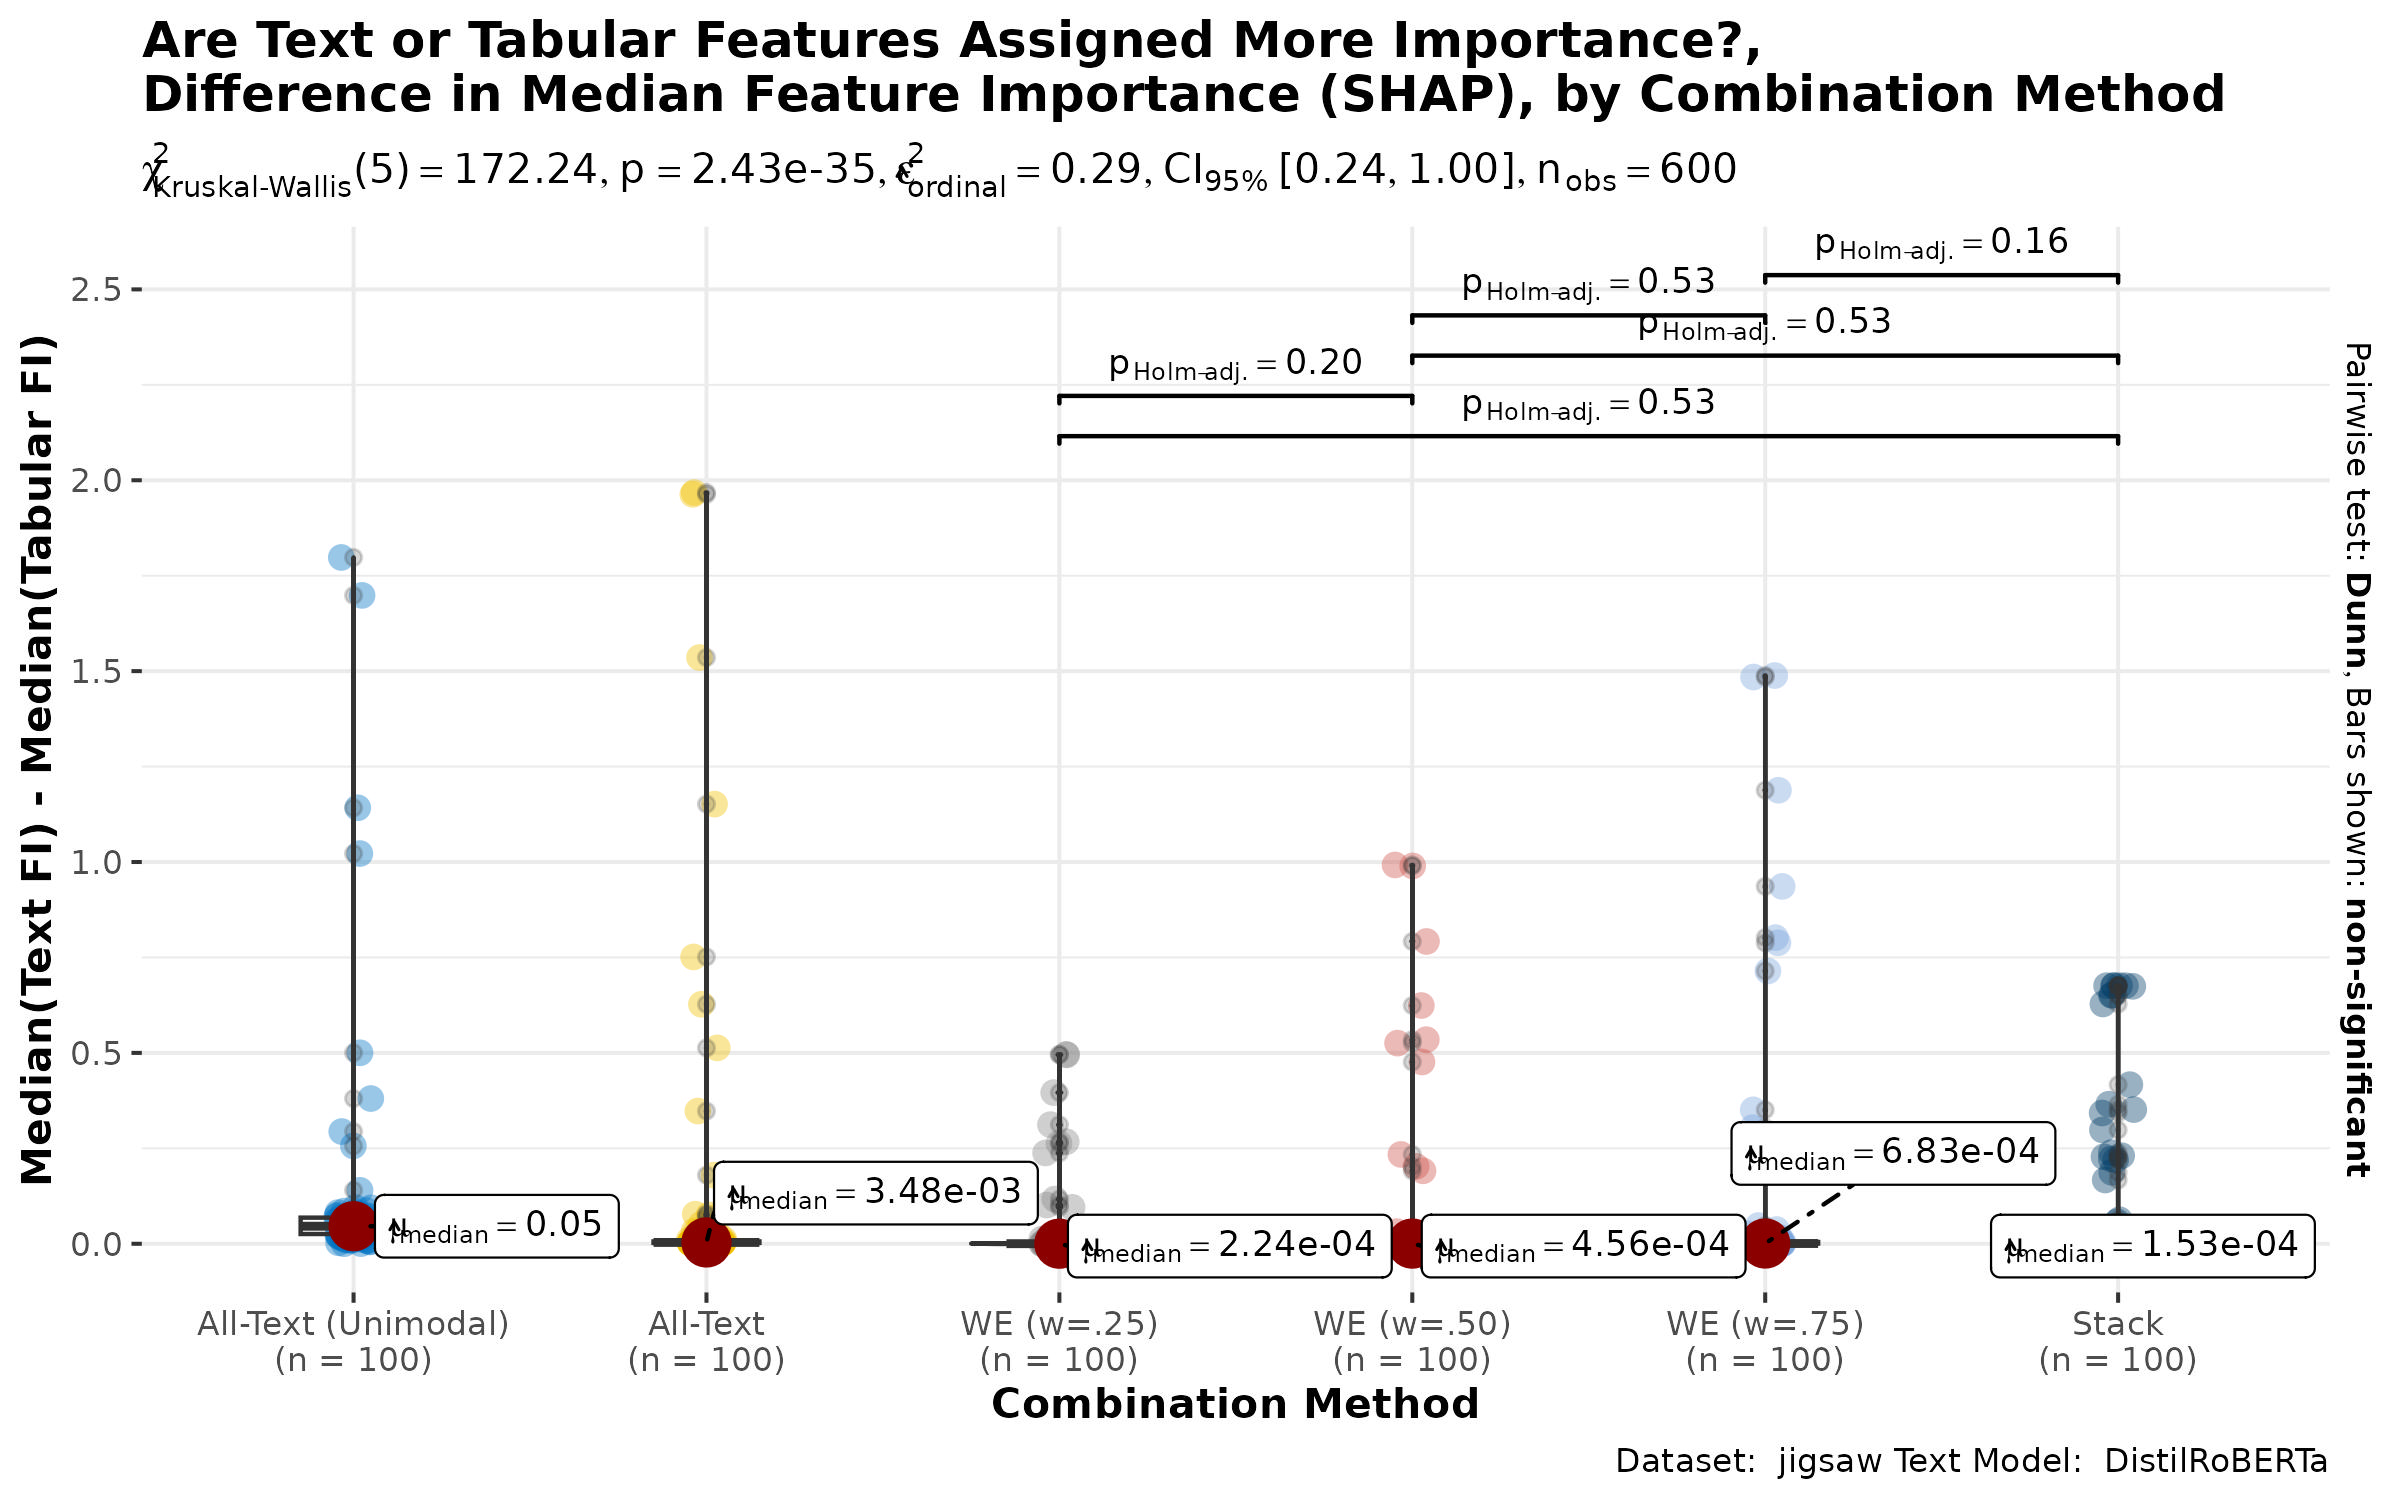 Are Text or Tabular Features Assigned More Importance?,
Difference in Median Feature Importance (SHAP), by Combination Method
χ²Kruskal-Wallis(5) = 172.24, p = 2.43e-35, ε̂²ordinal = 0.29, CI95% [0.24, 1.00], nobs = 600
pHolm-adj. = 0.16
pHolm-adj. = 0.53
pHolm-adj. = 0.53
pHolm-adj. = 0.20
pHolm-adj. = 0.53
Median(Text FI) - Median(Tabular FI)
2.5
2.0
1.5
1.0
0.5
0.0
μ̂median = 0.05
μ̂median = 3.48e-03
μ̂median = 2.24e-04
μ̂median = 4.56e-04
μ̂median = 6.83e-04
μ̂median = 1.53e-04
Pairwise test: Dunn, Bars shown: non-significant
All-Text (Unimodal)
(n = 100)
All-Text
(n = 100)
WE (w=.25)
(n = 100)
WE (w=.50)
(n = 100)
WE (w=.75)
(n = 100)
Stack
(n = 100)
Combination Method
Dataset: jigsaw Text Model: DistilRoBERTa